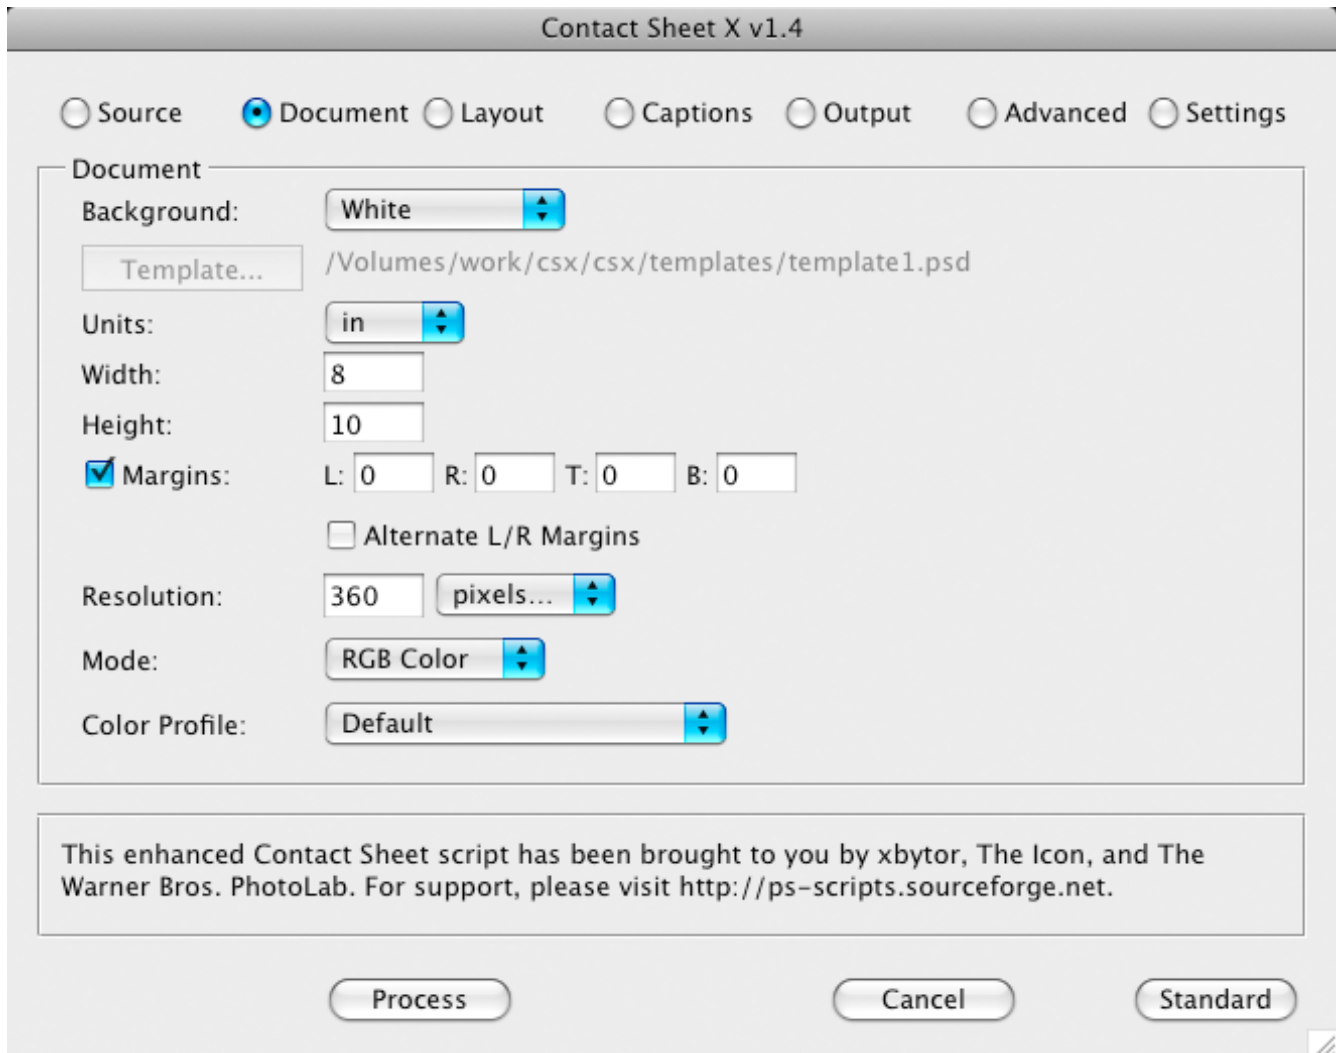 Contact Sheet X v1.4
Source Document Layout Captions Output Advanced Settings
Document
Background: White
Template... /Volumes/work/csx/csx/templates/template1.psd
Units: in
Width: 8
Height: 10
Margins: L: 0 R: 0 T: 0 B: 0
Alternate L/R Margins
Resolution: 360 pixels...
Mode: RGB Color
Color Profile: Default
This enhanced Contact Sheet script has been brought to you by xbytor, The Icon, and The
Warner Bros. PhotoLab. For support, please visit http://ps-scripts.sourceforge.net.
Process Cancel Standard